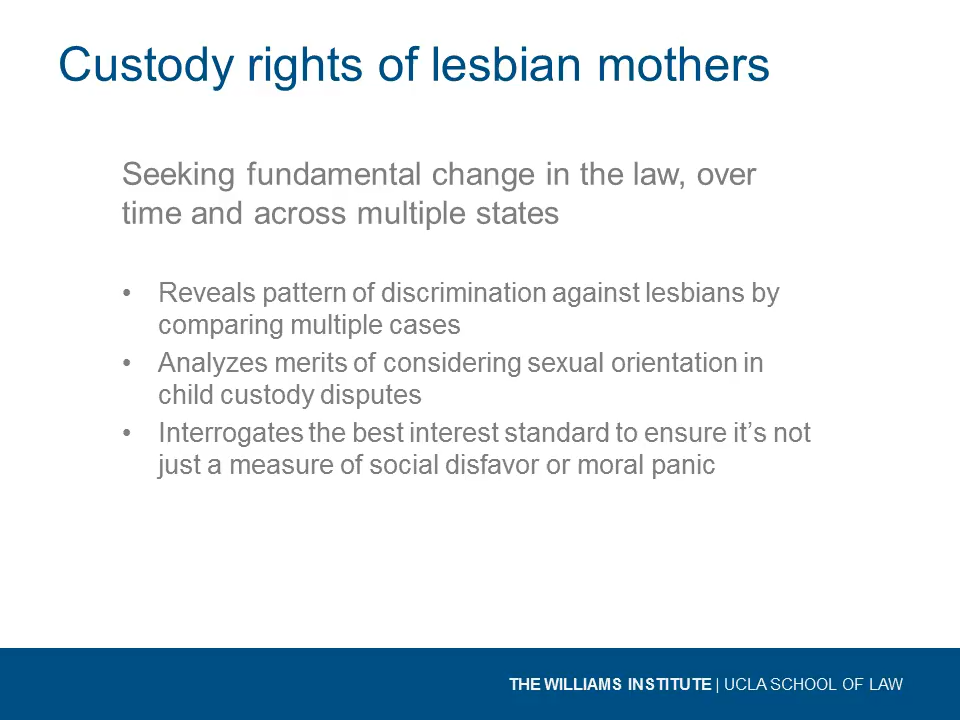 Custody rights of lesbian mothers
Seeking fundamental change in the law, over
time and across multiple states
• Reveals pattern of discrimination against lesbians by
comparing multiple cases
• Analyzes merits of considering sexual orientation in
child custody disputes
• Interrogates the best interest standard to ensure it’s not
just a measure of social disfavor or moral panic
THE WILLIAMS INSTITUTE | UCLA SCHOOL OF LAW